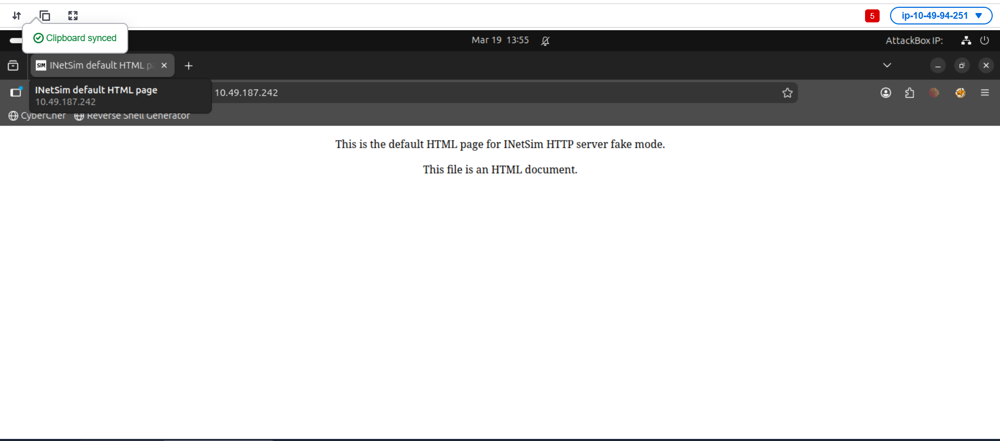 5
ip-10-49-94-251
Clipboard synced
Mar 19 13:55
AttackBox IP:
SIM INetSim default HTML pa
INetSim default HTML page
10.49.187.242
10.49.187.242
CyberChef
Reverse Shell Generator
This is the default HTML page for INetSim HTTP server fake mode.
This file is an HTML document.